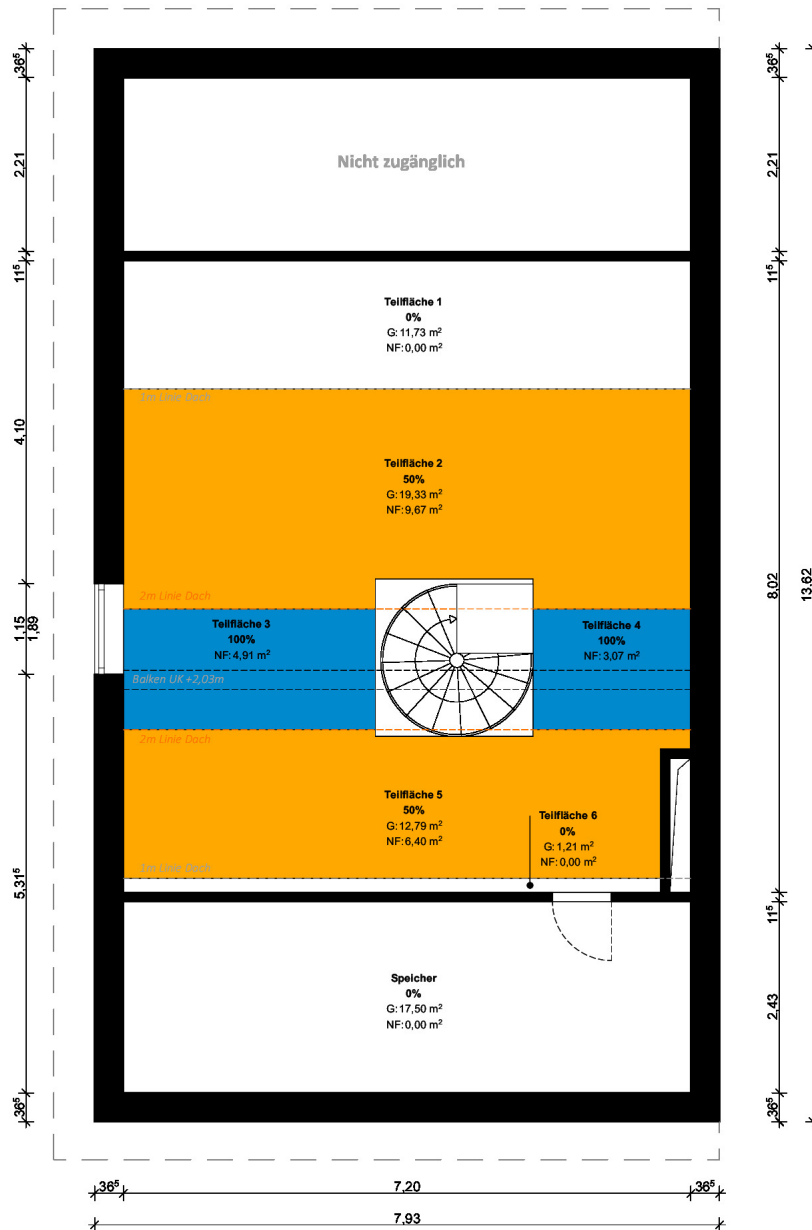 36⁵
36⁵
2,21
2,21
Nicht zugänglich
11⁵
11⁵
Teilfläche 1
0%
G: 11,73 m²
NF: 0,00 m²
1m Linie Dach
4,10
Teilfläche 2
50%
G: 19,33 m²
NF: 9,67 m²
8,02
13,62
2m Linie Dach
1,15
1,89
Teilfläche 3
100%
NF: 4,91 m²
Teilfläche 4
100%
NF: 3,07 m²
Balken UK +2,03m
2m Linie Dach
Teilfläche 5
50%
G: 12,79 m²
NF: 6,40 m²
Teilfläche 6
0%
G: 1,21 m²
NF: 0,00 m²
1m Linie Dach
5,31⁵
11⁵
Speicher
0%
G: 17,50 m²
NF: 0,00 m²
2,43
36⁵
36⁵
36⁵
7,20
36⁵
7,93